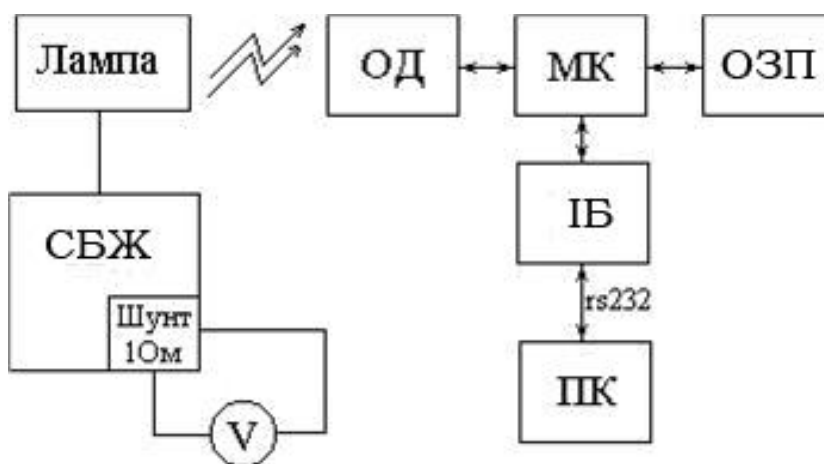 Лампа
ОД
МК
ОЗП
СБЖ
ІБ
Шунт
1Ом
rs232
V
ПК